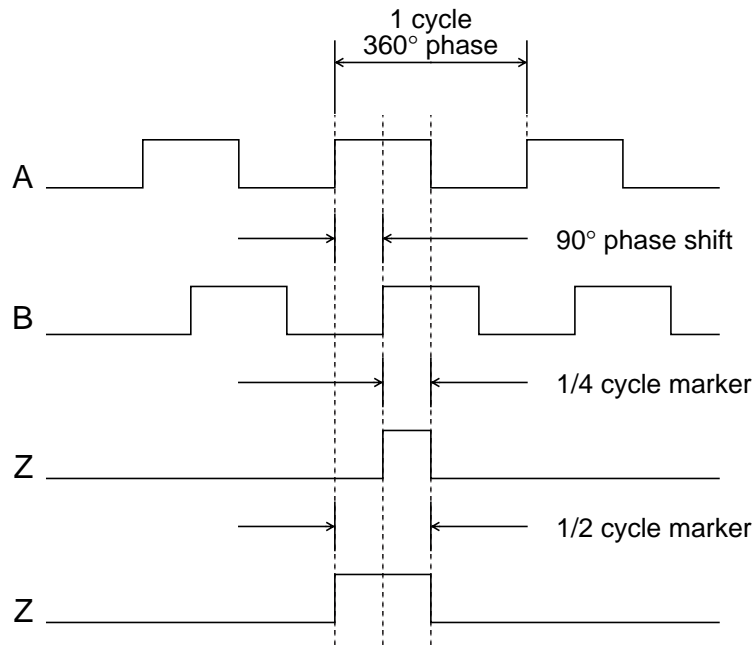 1 cycle
360° phase
A
90° phase shift
B
1/4 cycle marker
Z
1/2 cycle marker
Z